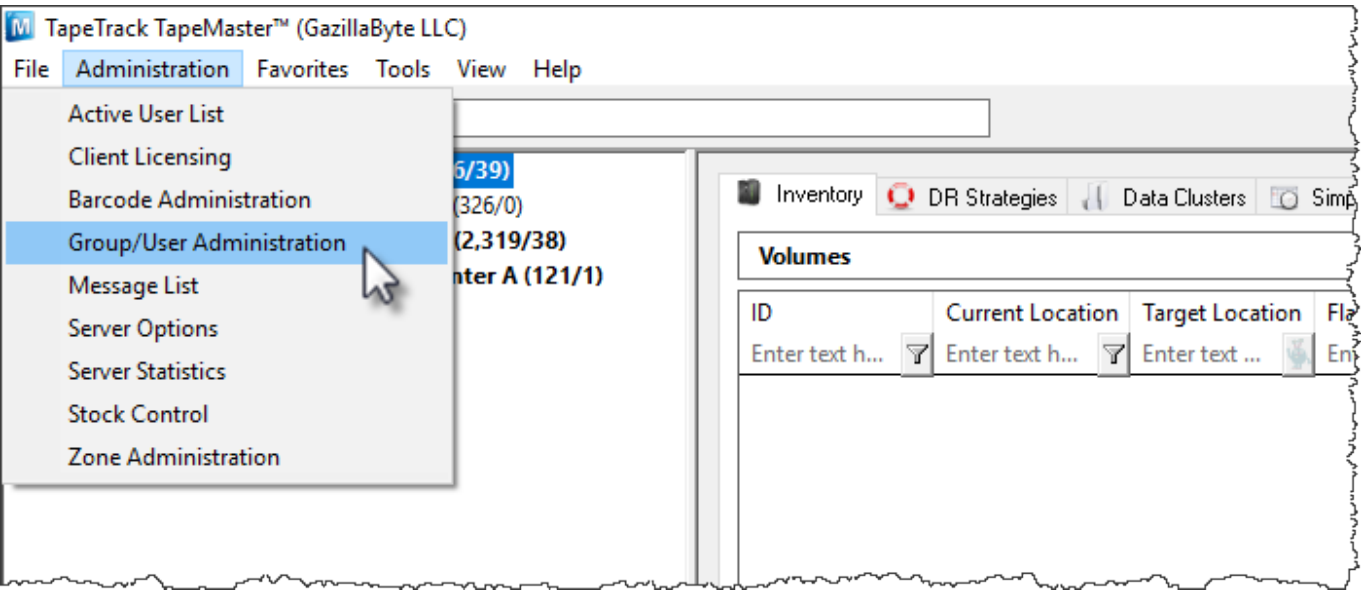 TapeTrack TapeMaster™ (GazillaByte LLC)
File Administration Favorites Tools View Help
Active User List
Client Licensing
Barcode Administration
Group/User Administration
Message List
Server Options
Server Statistics
Stock Control
Zone Administration
6/39)
(326/0)
(2,319/38)
nter A (121/1)
Inventory DR Strategies Data Clusters Simp
Volumes
ID Current Location Target Location Fla
Enter text h... Enter text h... Enter text ... En